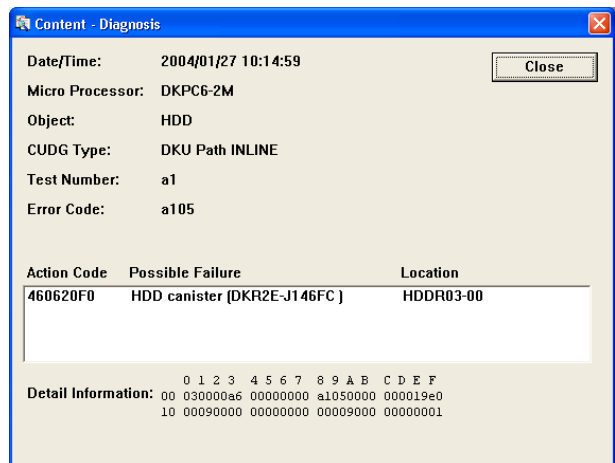 Content - Diagnosis
Date/Time: 2004/01/27 10:14:59
Close
Micro Processor: DKPC6-2M
Object: HDD
CUDG Type: DKU Path INLINE
Test Number: a1
Error Code: a105
Action Code Possible Failure Location
460620F0 HDD canister (DKR2E-J146FC ) HDDR03-00
0 1 2 3 4 5 6 7 8 9 A B C D E F
Detail Information: 00 030000a6 00000000 a1050000 000019e0
10 00090000 00000000 00009000 00000001